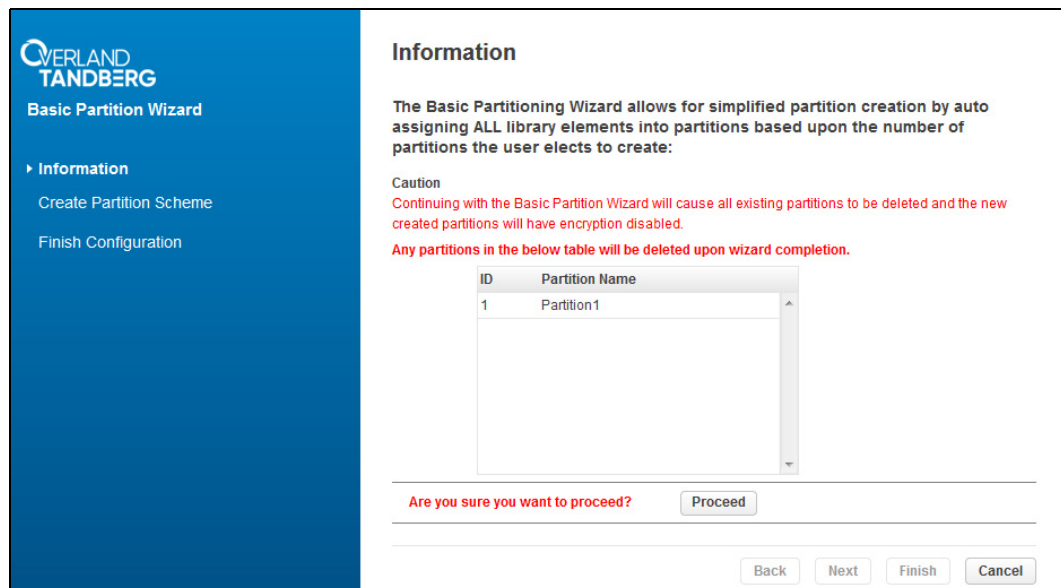 OVERLAND
TANDBERG
Basic Partition Wizard
Information
Create Partition Scheme
Finish Configuration
Information
The Basic Partitioning Wizard allows for simplified partition creation by auto
assigning ALL library elements into partitions based upon the number of
partitions the user elects to create:
Caution
Continuing with the Basic Partition Wizard will cause all existing partitions to be deleted and the new
created partitions will have encryption disabled.
Any partitions in the below table will be deleted upon wizard completion.
ID Partition Name
1 Partition1
Are you sure you want to proceed? Proceed
Back Next Finish Cancel